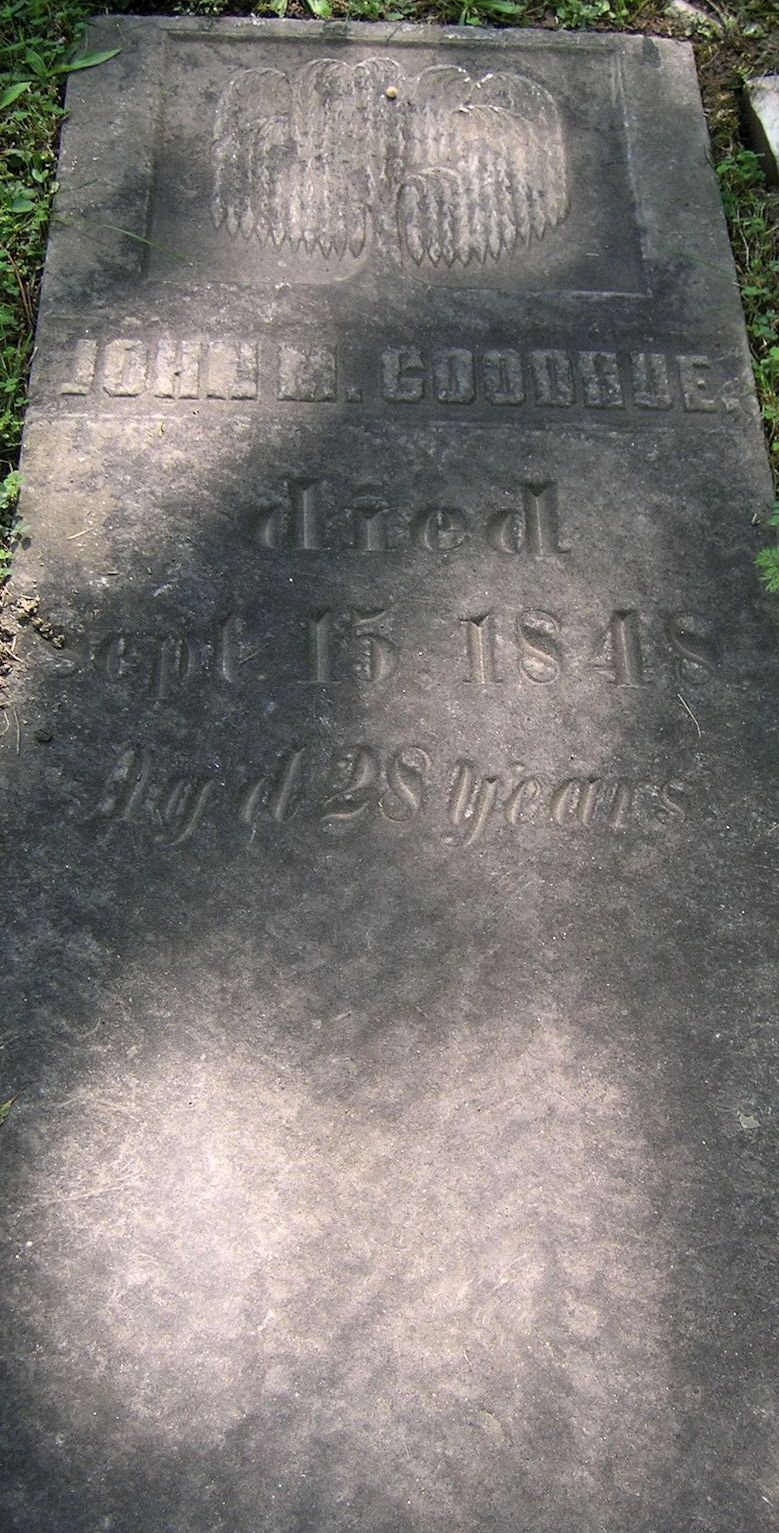 JOHN M. GOODRUE.
died
Sept. 15. 1848.
Ag'd 28 years